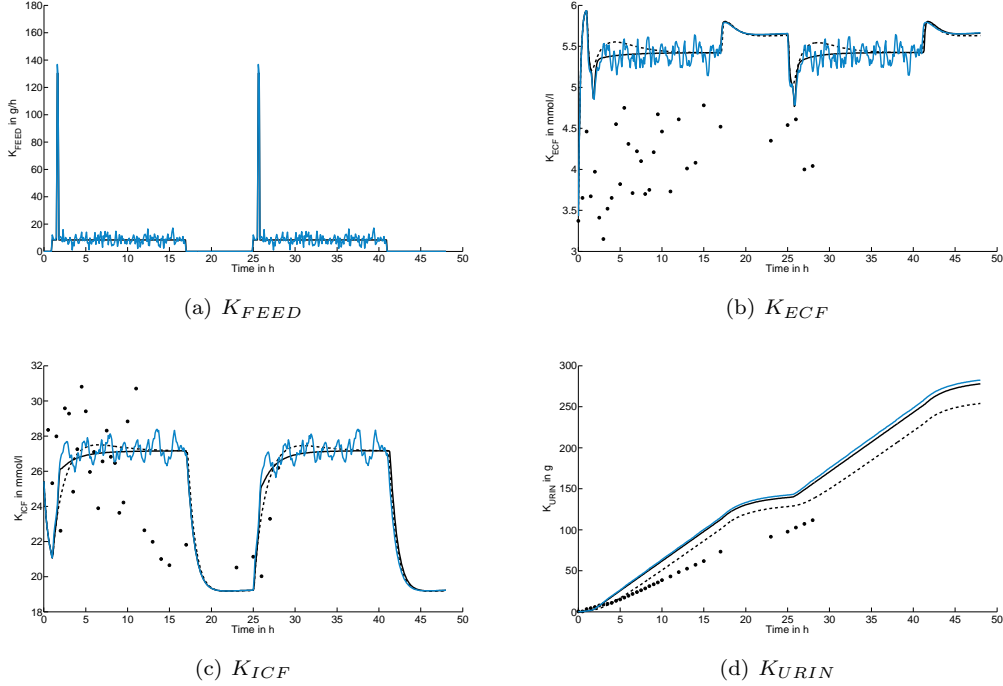 180
160
140
120
100
80
60
40
20
0
K_FEED in g/h
0 5 10 15 20 25 30 35 40 45 50
Time in h
(a) K_FEED
6
5.5
5
4.5
4
3.5
3
K_ECF in mmol/l
0 5 10 15 20 25 30 35 40 45 50
Time in h
(b) K_ECF
32
30
28
26
24
22
20
18
K_ICF in mmol/l
0 5 10 15 20 25 30 35 40 45 50
Time in h
(c) K_ICF
300
250
200
150
100
50
0
K_URIN in g
0 5 10 15 20 25 30 35 40 45 50
Time in h
(d) K_URIN